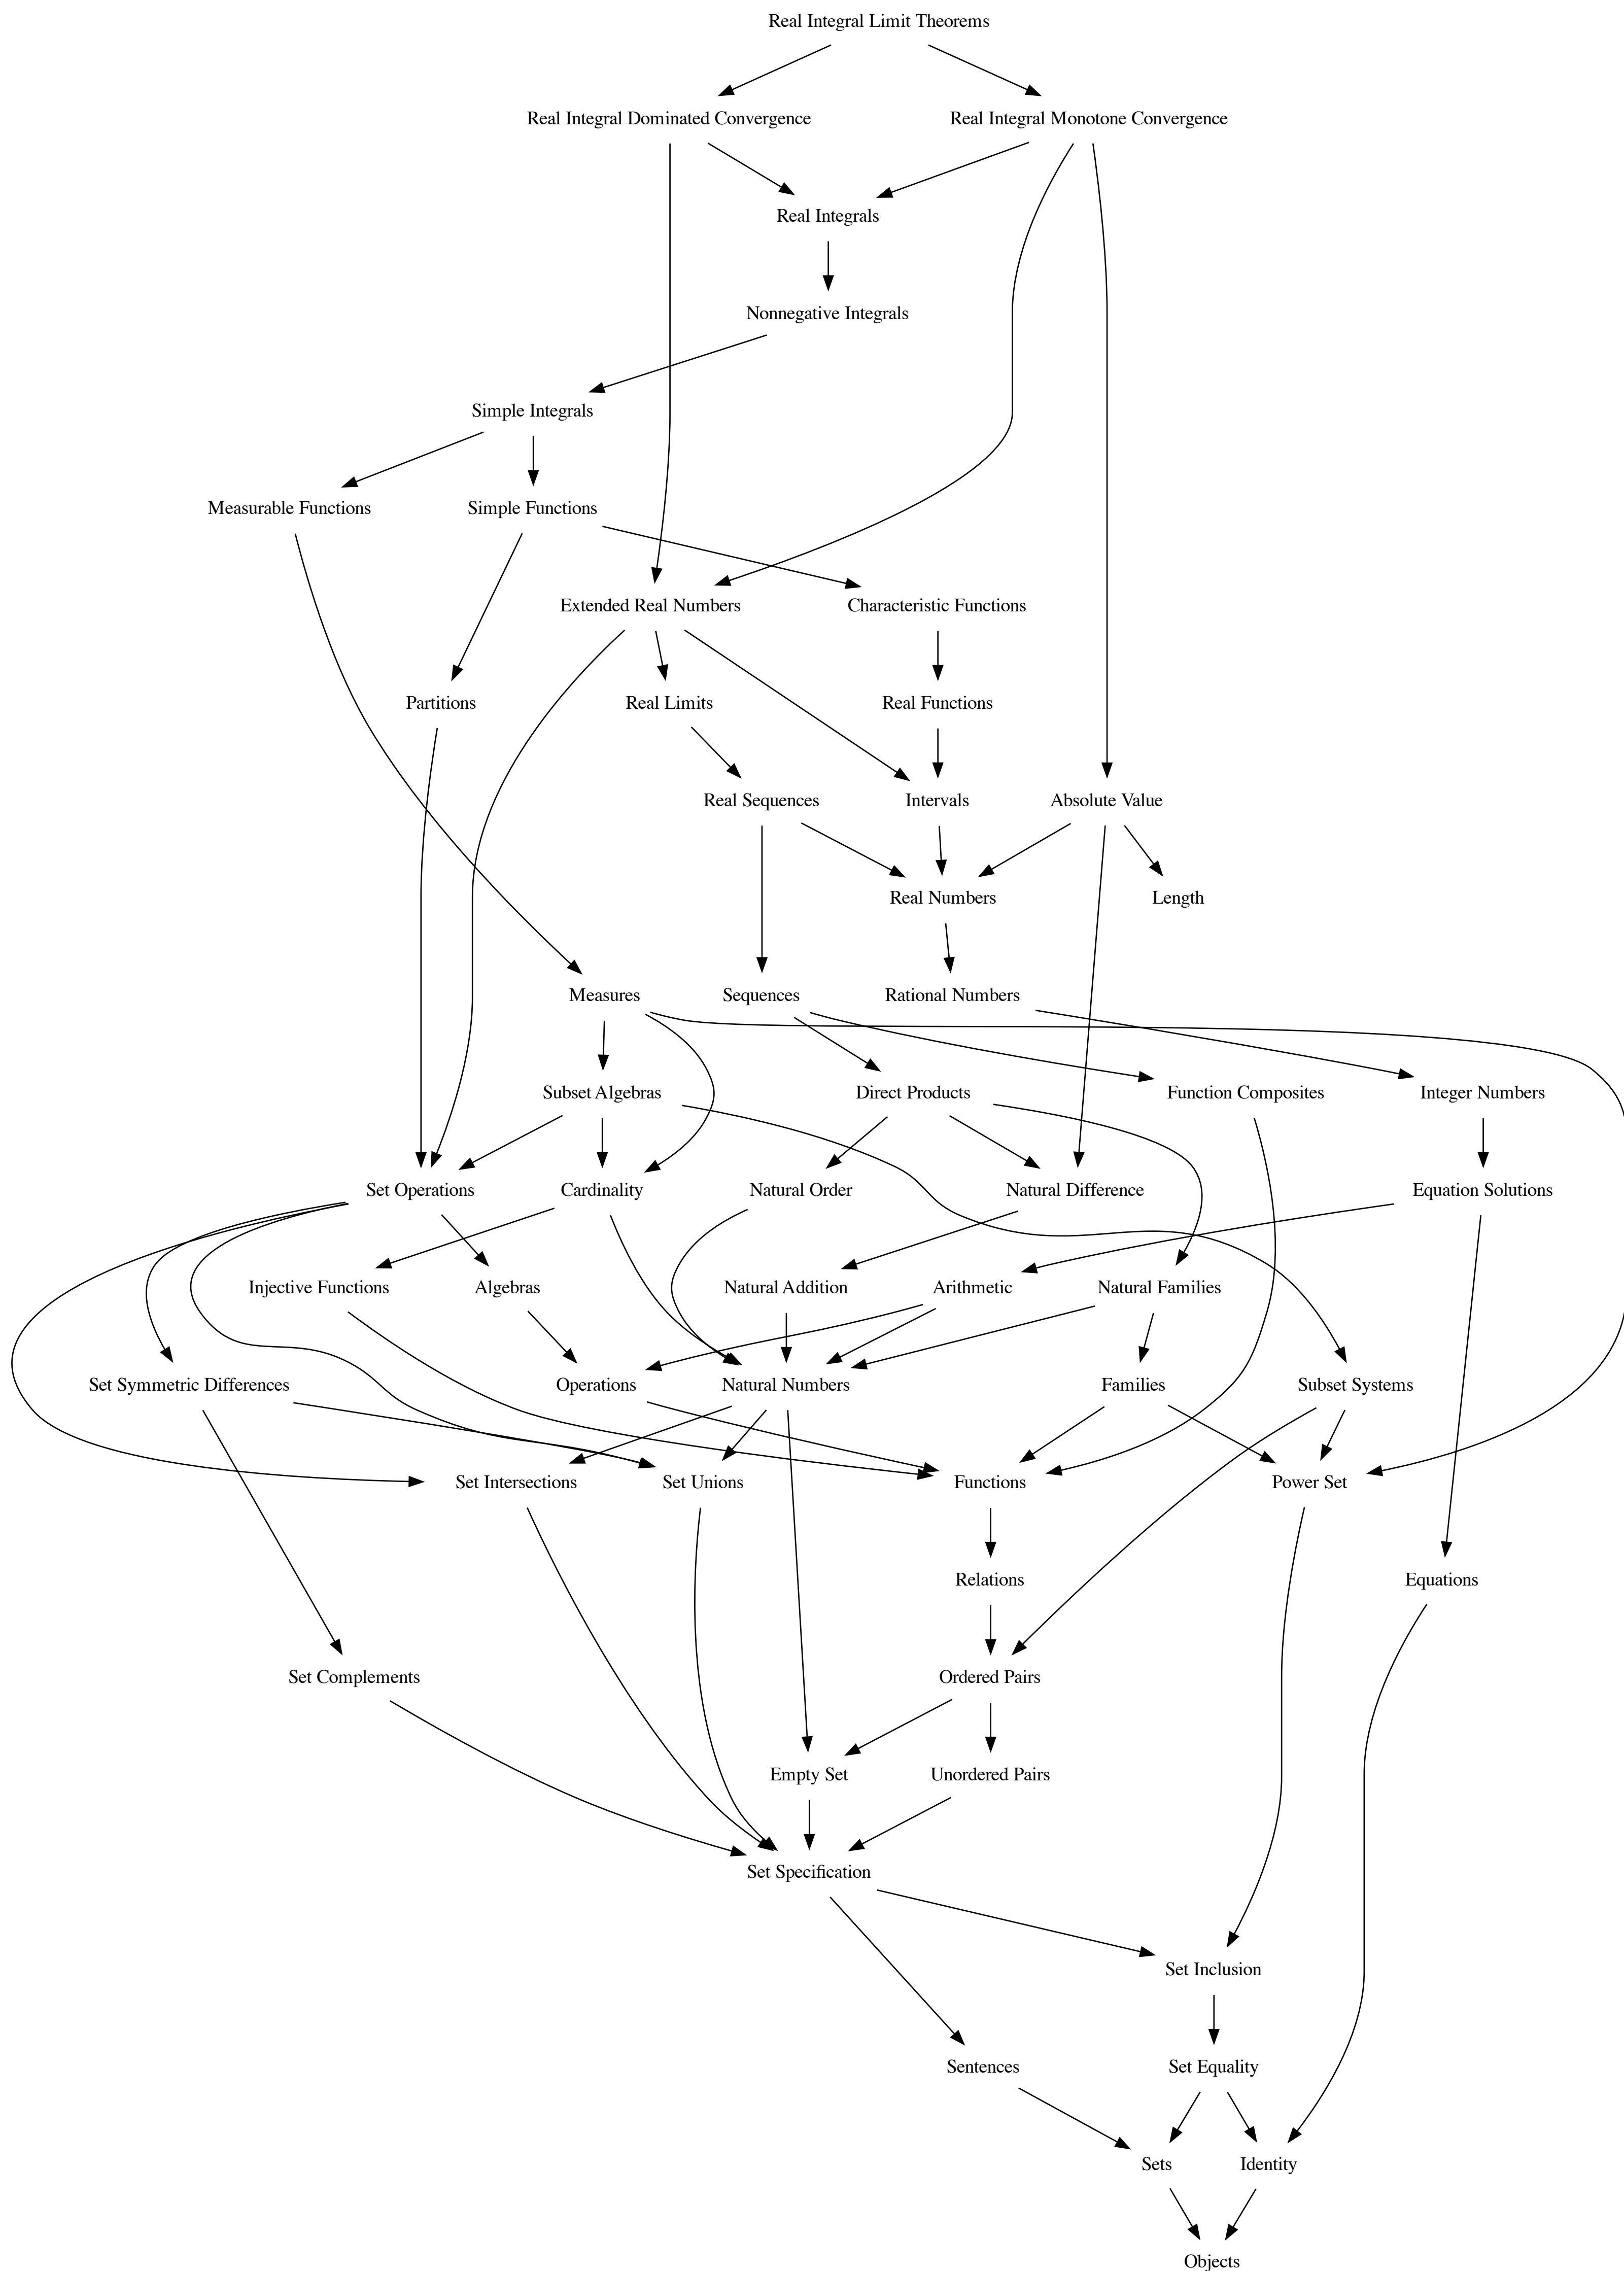 Real Integral Limit Theorems
Real Integral Dominated Convergence
Real Integral Monotone Convergence
Real Integrals
Nonnegative Integrals
Simple Integrals
Measurable Functions
Simple Functions
Extended Real Numbers
Characteristic Functions
Partitions
Real Limits
Real Functions
Real Sequences
Intervals
Absolute Value
Real Numbers
Length
Measures
Sequences
Rational Numbers
Subset Algebras
Direct Products
Function Composites
Integer Numbers
Set Operations
Cardinality
Natural Order
Natural Difference
Equation Solutions
Injective Functions
Algebras
Natural Addition
Arithmetic
Natural Families
Set Symmetric Differences
Operations
Natural Numbers
Families
Subset Systems
Set Intersections
Set Unions
Functions
Power Set
Relations
Equations
Set Complements
Ordered Pairs
Empty Set
Unordered Pairs
Set Specification
Set Inclusion
Sentences
Set Equality
Sets
Identity
Objects